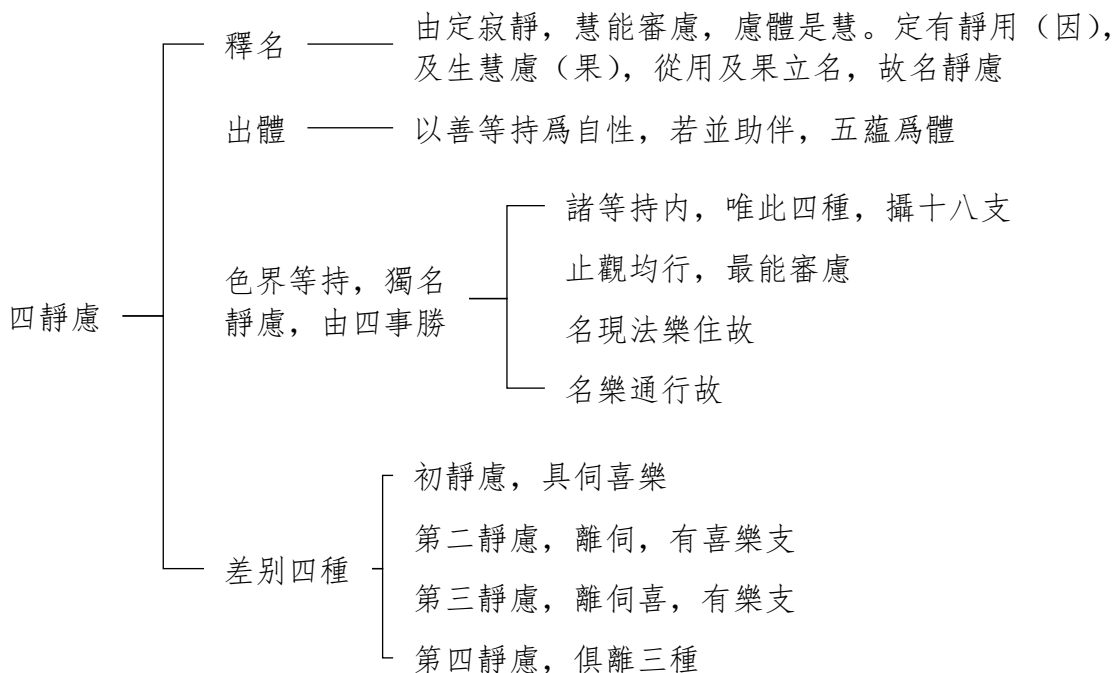 四靜慮
釋名
由定寂靜，慧能審慮，慮體是慧。定有靜用（因），
及生慧慮（果），從用及果立名，故名靜慮
出體
以善等持爲自性，若並助伴，五蘊爲體
色界等持，獨名
靜慮，由四事勝
諸等持内，唯此四種，攝十八支
止觀均行，最能審慮
名現法樂住故
名樂通行故
差别四種
初靜慮，具伺喜樂
第二靜慮，離伺，有喜樂支
第三靜慮，離伺喜，有樂支
第四靜慮，俱離三種